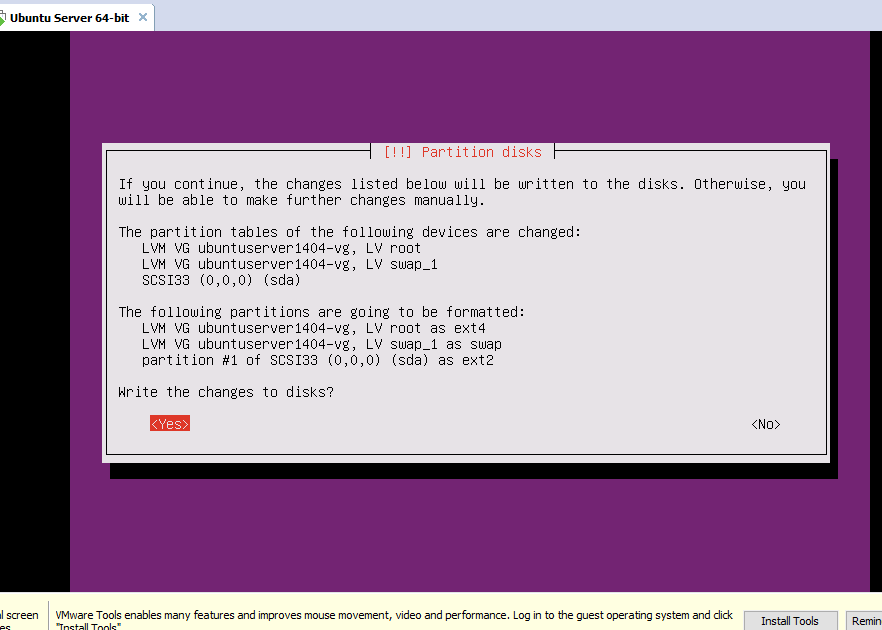 Ubuntu Server 64-bit
[!!] Partition disks
If you continue, the changes listed below will be written to the disks. Otherwise, you
will be able to make further changes manually.
The partition tables of the following devices are changed:
LVM VG ubuntuserver1404-vg, LV root
LVM VG ubuntuserver1404-vg, LV swap_1
SCSI33 (0,0,0) (sda)
The following partitions are going to be formatted:
LVM VG ubuntuserver1404-vg, LV root as ext4
LVM VG ubuntuserver1404-vg, LV swap_1 as swap
partition #1 of SCSI33 (0,0,0) (sda) as ext2
Write the changes to disks?
<Yes> <No>
screen VMware Tools enables many features and improves mouse movement, video and performance. Log in to the guest operating system and click
"Install Tools"
Install Tools